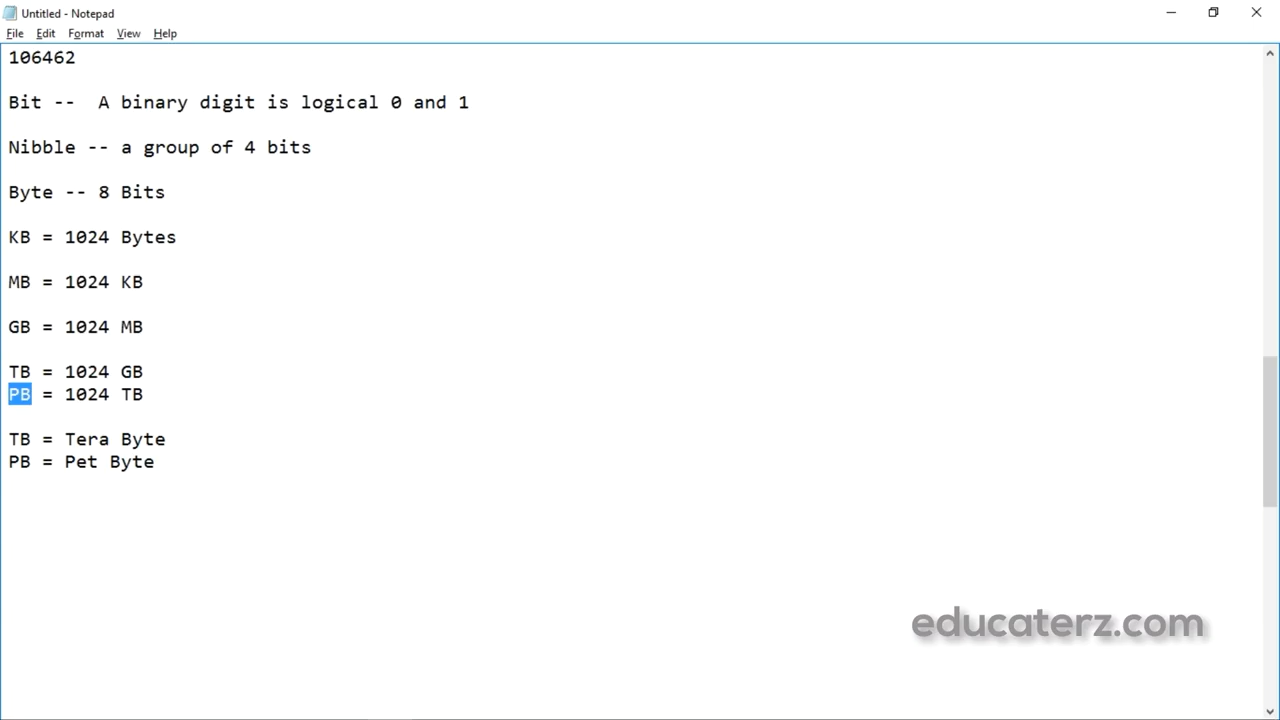 Untitled - Notepad
File Edit Format View Help
106462
Bit --  A binary digit is logical 0 and 1
Nibble -- a group of 4 bits
Byte -- 8 Bits
KB = 1024 Bytes
MB = 1024 KB
GB = 1024 MB
TB = 1024 GB
PB = 1024 TB
TB = Tera Byte
PB = Pet Byte
educaterz.com